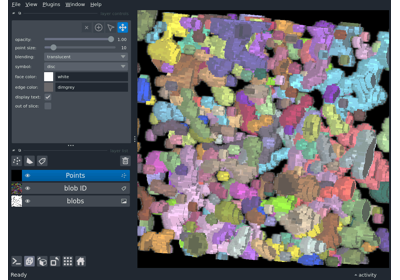 File View Plugins Window Help
opacity: 1.00
point size: 10
blending: translucent
symbol: disc
face color: white
edge color: dimgrey
display text:
out of slice:
Points
blob ID
blobs
Ready
activity